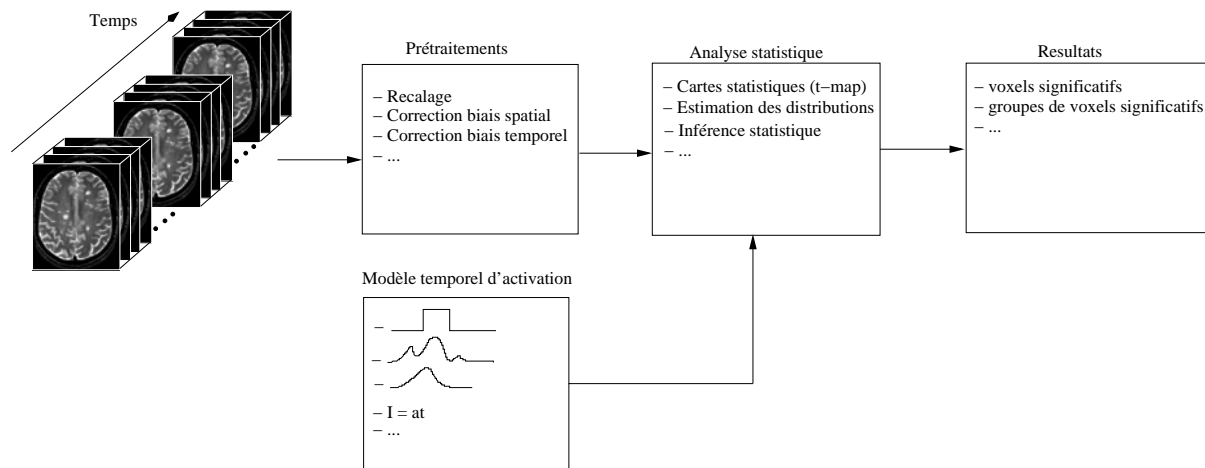 Temps
Prétraitements
– Recalage
– Correction biais spatial
– Correction biais temporel
– ...
Analyse statistique
– Cartes statistiques (t–map)
– Estimation des distributions
– Inférence statistique
– ...
Resultats
– voxels significatifs
– groupes de voxels significatifs
– ...
Modèle temporel d’activation
–
–
–
– I = at
– ...